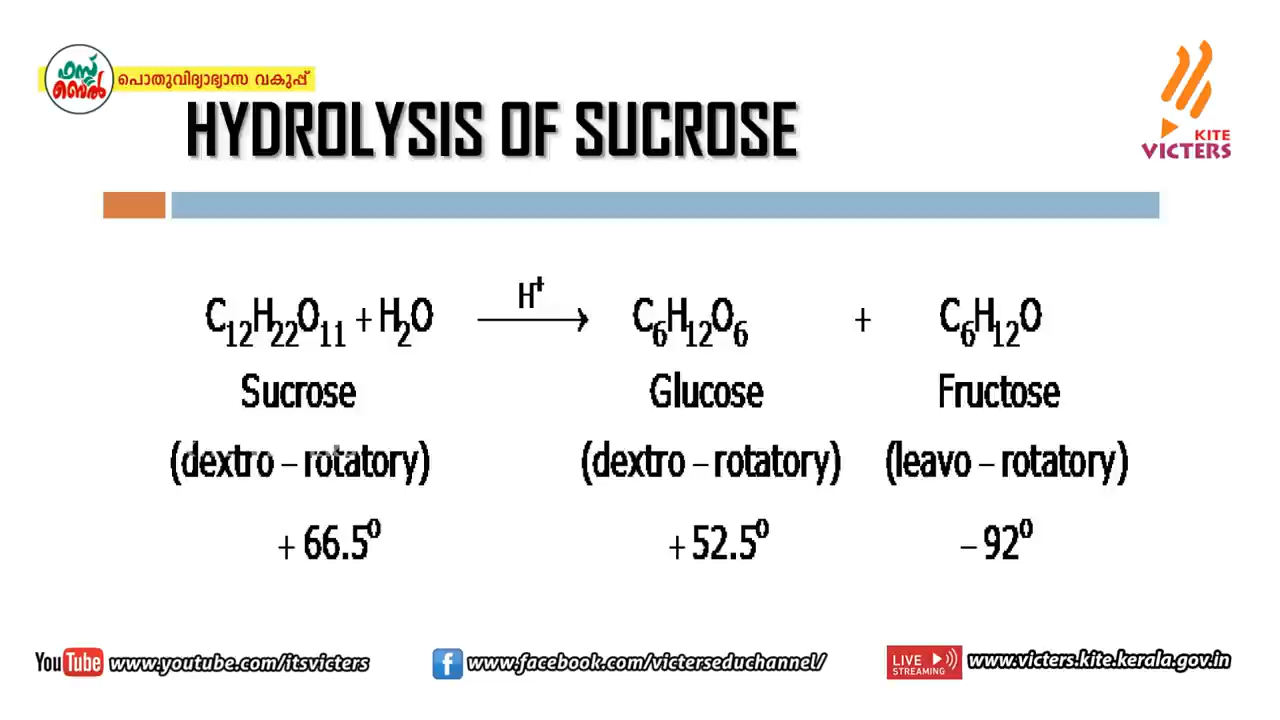 ഫസ്റ്റ്
ബെൽ
പൊതുവിദ്യാഭ്യാസ വകുപ്പ്
KITE
VICTERS
HYDROLYSIS OF SUCROSE
C₁₂H₂₂O₁₁ + H₂O ⟶ H⁺ C₆H₁₂O₆ + C₆H₁₂O
Sucrose Glucose Fructose
(dextro – rotatory) (dextro – rotatory) (leavo – rotatory)
+ 66.5⁰ + 52.5⁰ – 92⁰
YouTube www.youtube.com/itsvicters f www.facebook.com/victerseduchannel/ LIVE STREAMING www.victers.kite.kerala.gov.in